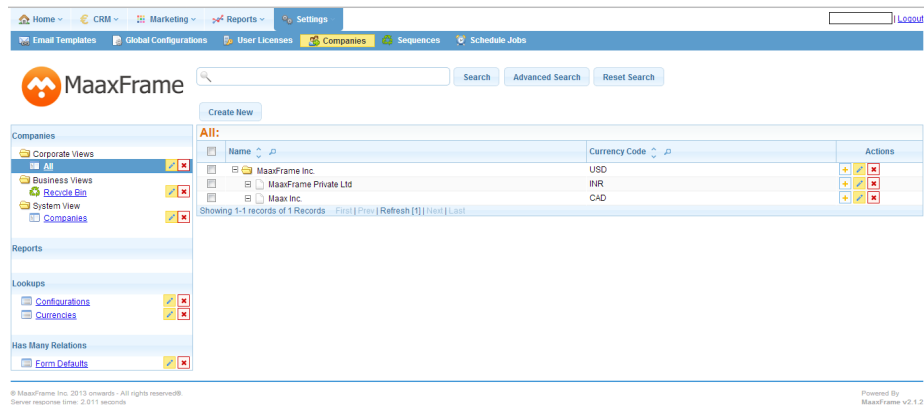 Home CRM Marketing Reports Settings
Logout
Email Templates Global Configurations User Licenses Companies Sequences Schedule Jobs
MaaxFrame
Search Advanced Search Reset Search
Create New
Companies
Corporate Views
All
Business Views
Recycle Bin
System View
Companies
Reports
Lookups
Configurations
Currencies
Has Many Relations
Form Defaults
All:
Name Currency Code Actions
MaaxFrame Inc. USD
MaaxFrame Private Ltd INR
Maax Inc. CAD
Showing 1-1 records of 1 Records First | Prev | Refresh [1] | Next | Last
© MaaxFrame Inc. 2013 onwards - All rights reserved®.
Server response time: 2.011 seconds
Powered By
MaaxFrame v2.1.2